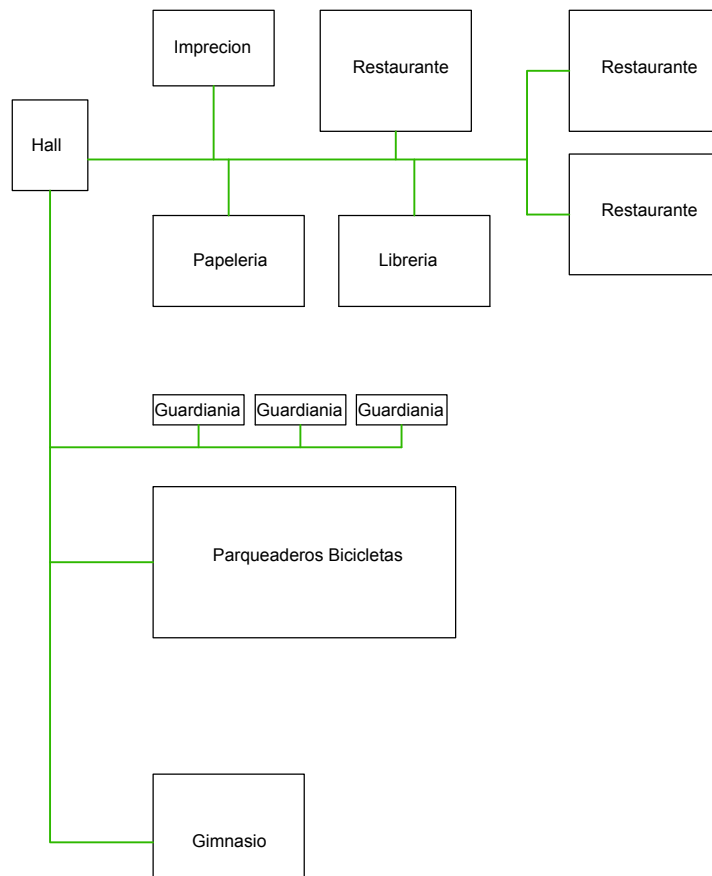 Imprecion
Restaurante
Restaurante
Hall
Restaurante
Papeleria
Libreria
Guardiania
Guardiania
Guardiania
Parqueaderos Bicicletas
Gimnasio